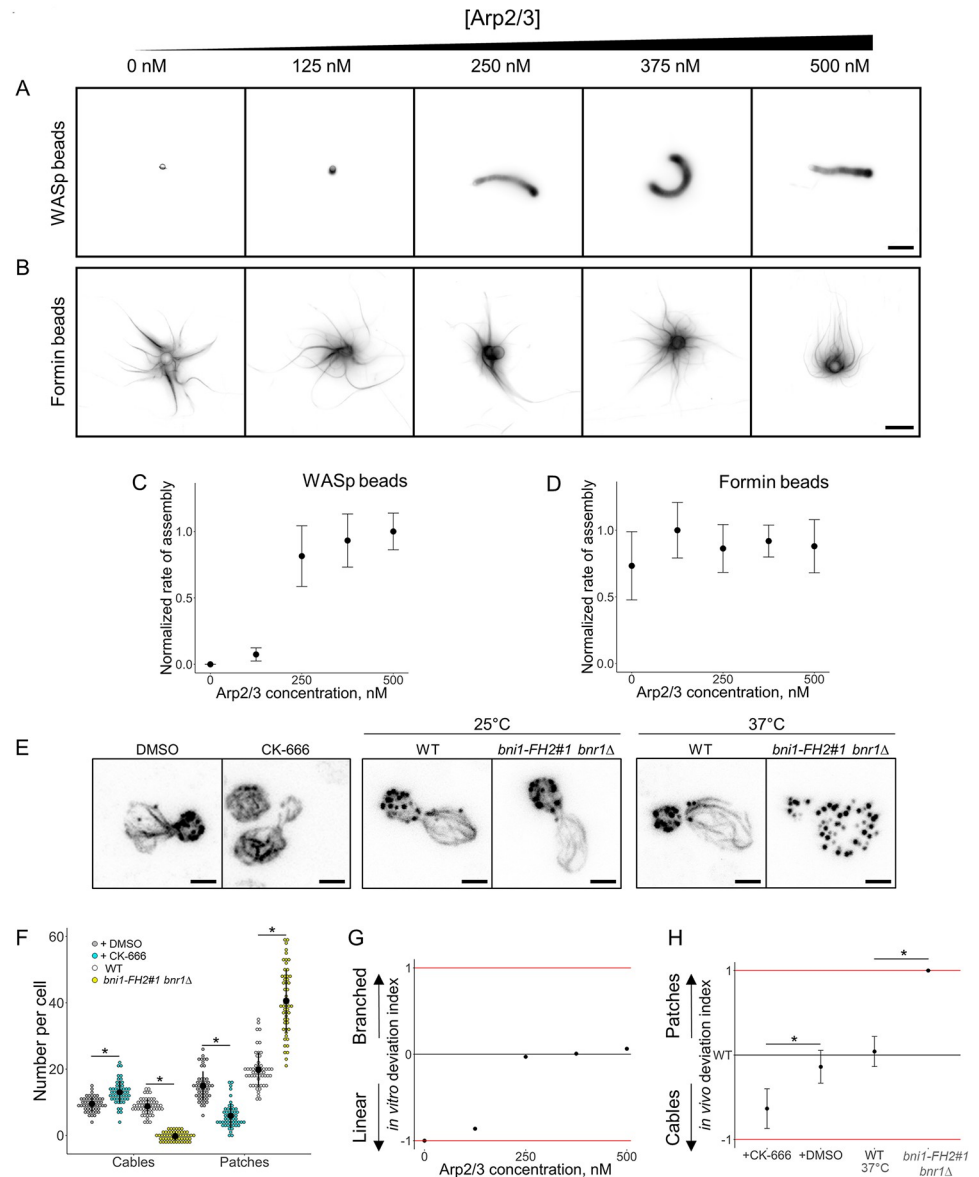 [Arp2/3]
0 nM 125 nM 250 nM 375 nM 500 nM
A
WASp beads
B
Formin beads
C
WASp beads
Normalized rate of assembly
1.0
0.5
0.0
0 250 500
Arp2/3 concentration, nM
D
Formin beads
Normalized rate of assembly
1.0
0.5
0.0
0 250 500
Arp2/3 concentration, nM
E
25°C 37°C
DMSO CK-666 WT bni1-FH2#1 bnr1Δ WT bni1-FH2#1 bnr1Δ
F
Number per cell
60
40
20
0
+ DMSO
+ CK-666
WT
bni1-FH2#1 bnr1Δ
* * * *
Cables Patches
G
Linear Branched
in vitro deviation index
1
0
-1
0 250 500
Arp2/3 concentration, nM
H
Cables Patches
in vivo deviation index
1
WT
-1
* *
+CK-666 +DMSO WT bni1-FH2#1
37°C bnr1Δ